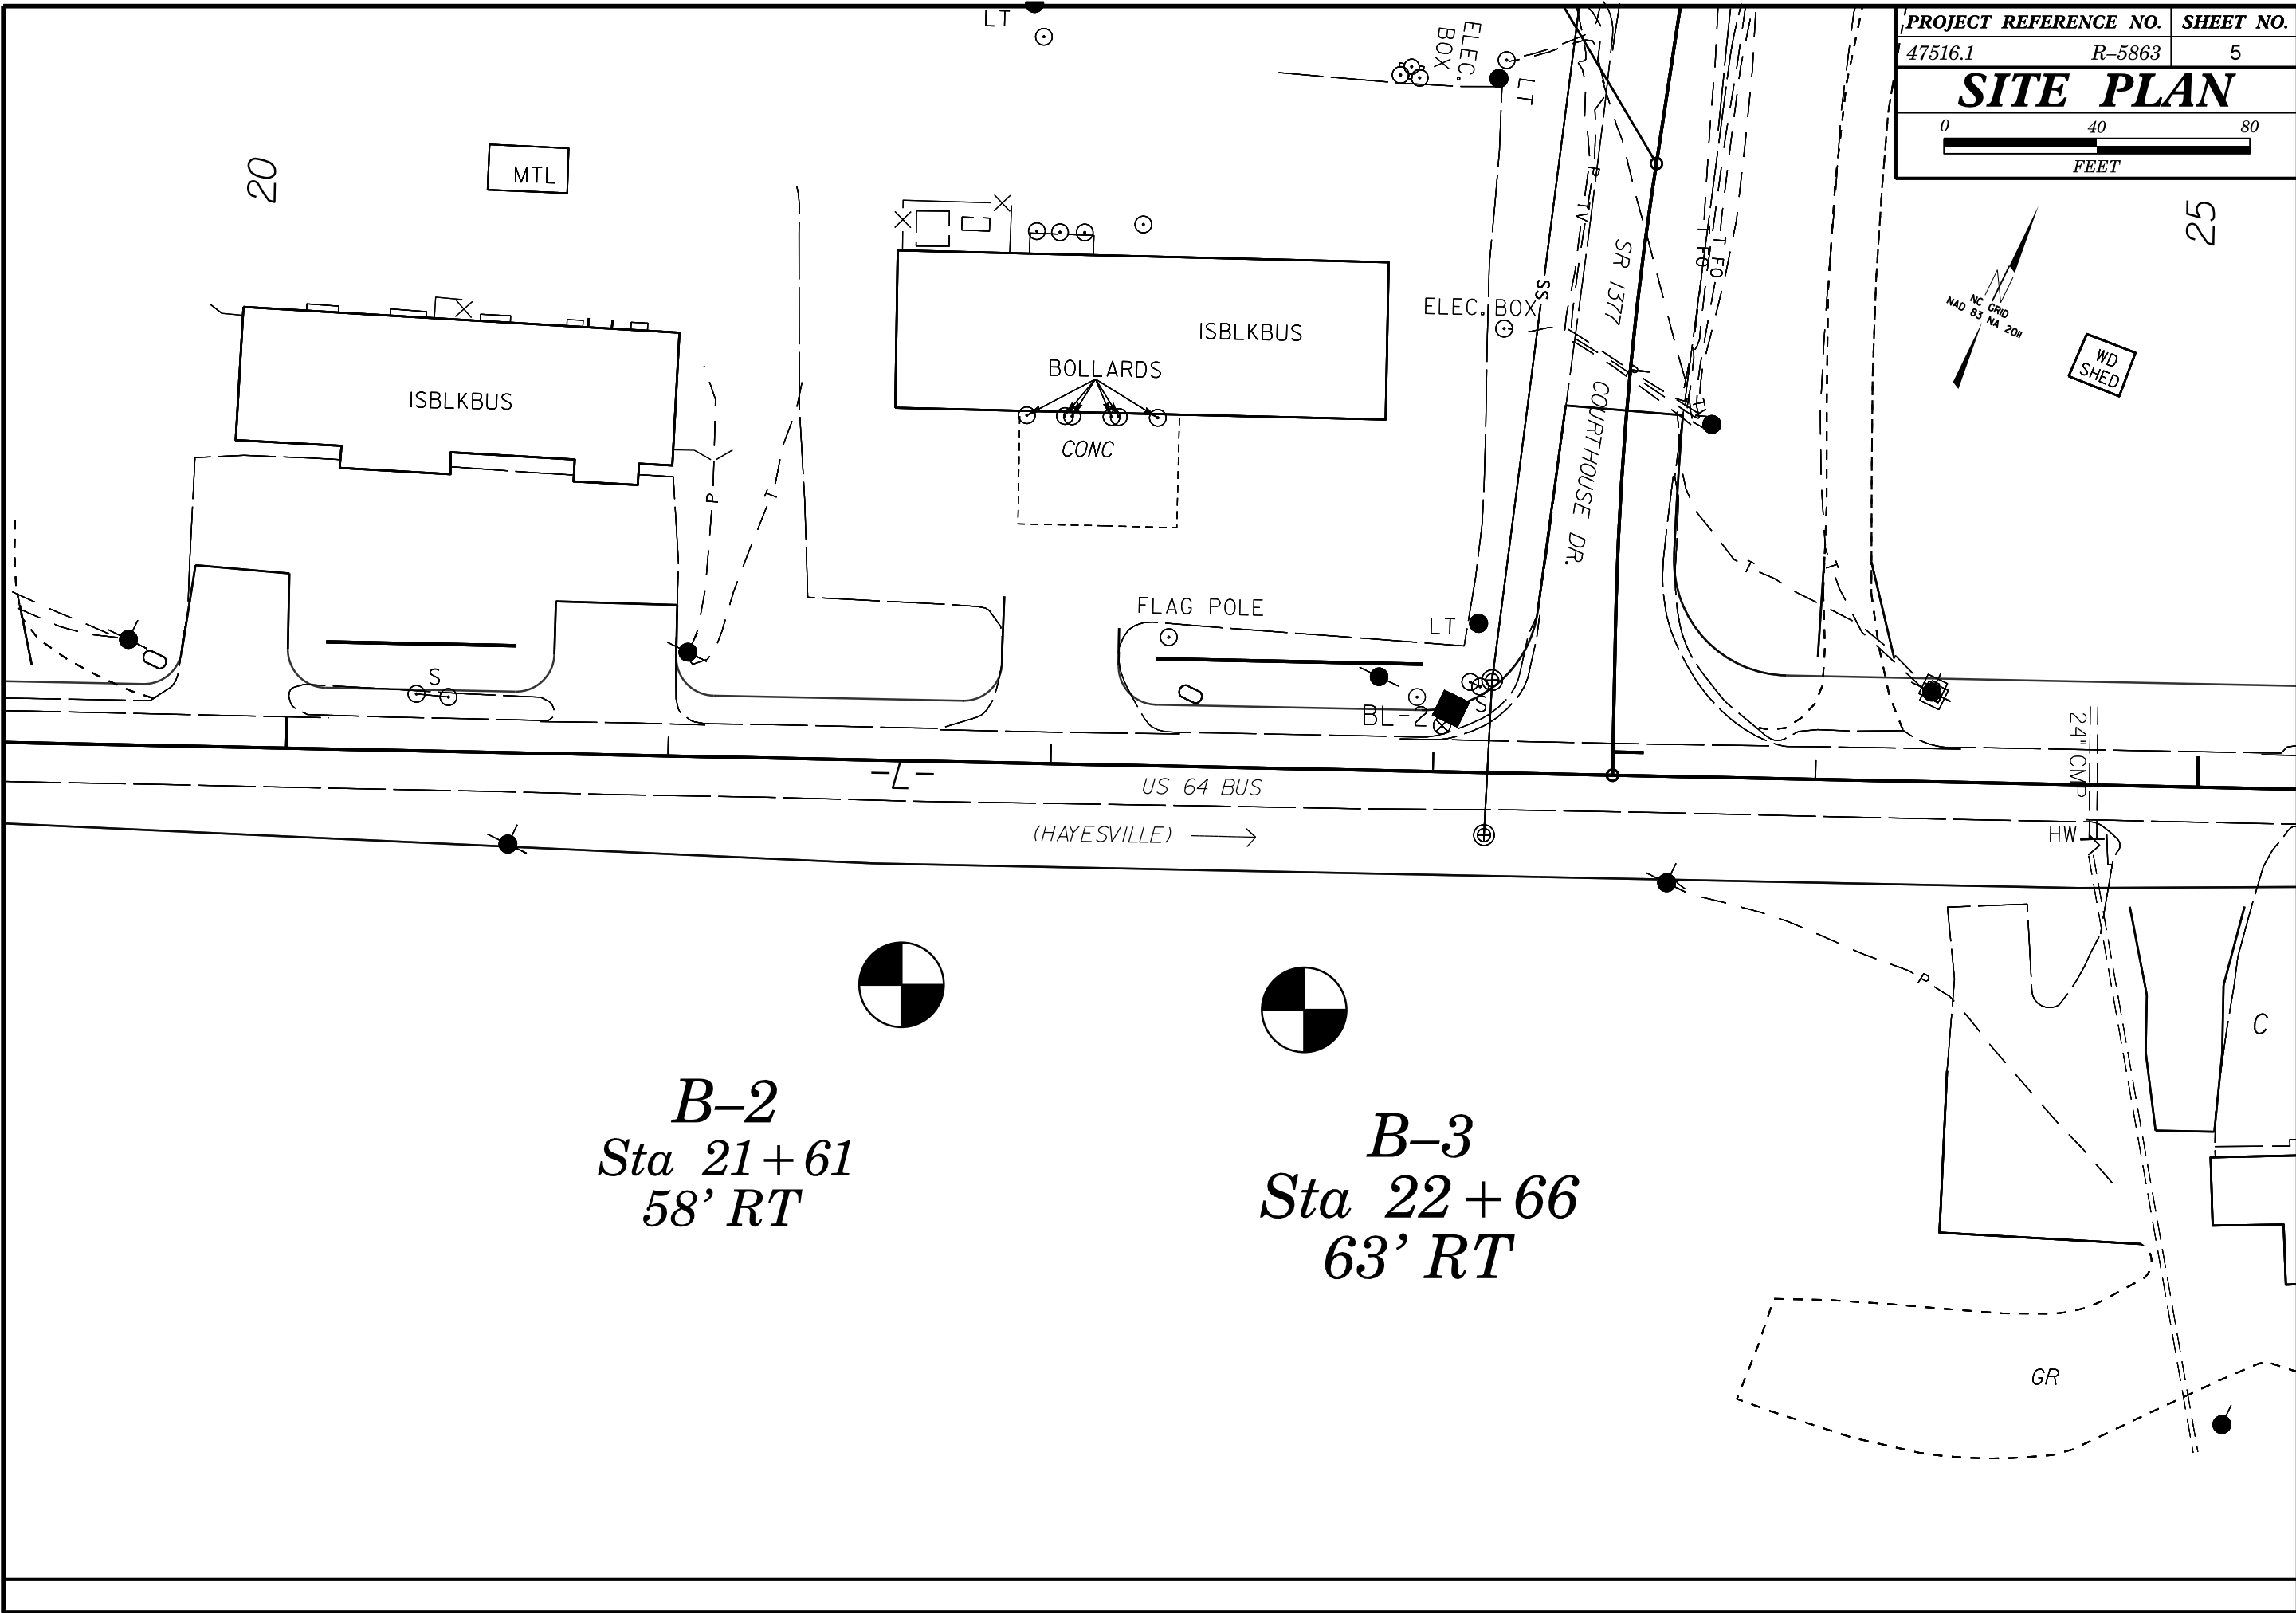 PROJECT REFERENCE NO.
SHEET NO.
47516.1
R-5863
5
SITE PLAN
0
40
80
FEET
LT
ELEC.
BOX
LT
20
MTL
25
NC GRID
NAD 83 NA 2011
WD
SHED
P
TV
T FO
T FO
SR 1377
SS
ELEC. BOX
ISBLKBUS
BOLLARDS
CONC
ISBLKBUS
P
COURTHOUSE DR.
P
T
T
T
FLAG POLE
LT
S
S
BL-2
24" CMP
-L-
US 64 BUS
(HAYESVILLE)
HW
P
C
B-2
Sta 21+61
58' RT
B-3
Sta 22+66
63' RT
GR